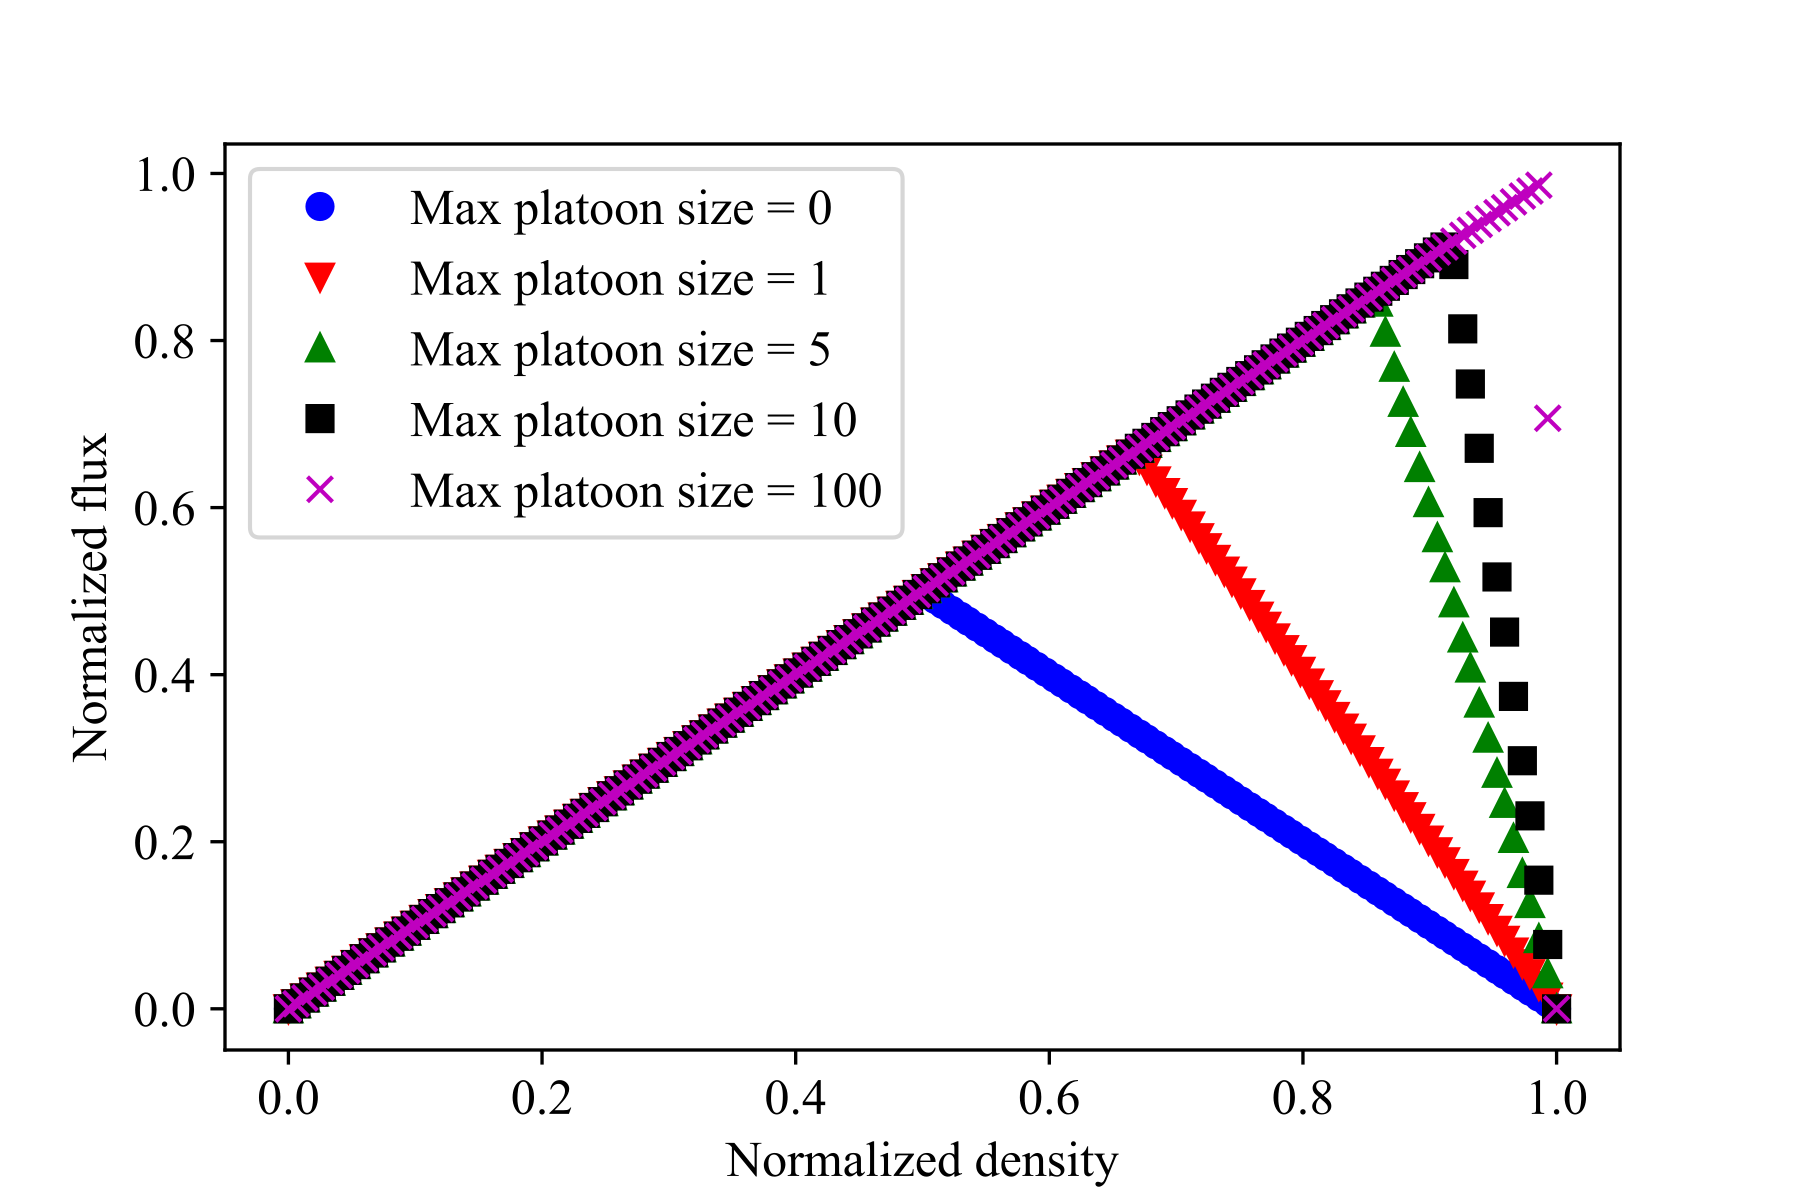 Max platoon size = 0
Max platoon size = 1
Max platoon size = 5
Max platoon size = 10
Max platoon size = 100
Normalized flux
1.0
0.8
0.6
0.4
0.2
0.0
0.0 0.2 0.4 0.6 0.8 1.0
Normalized density